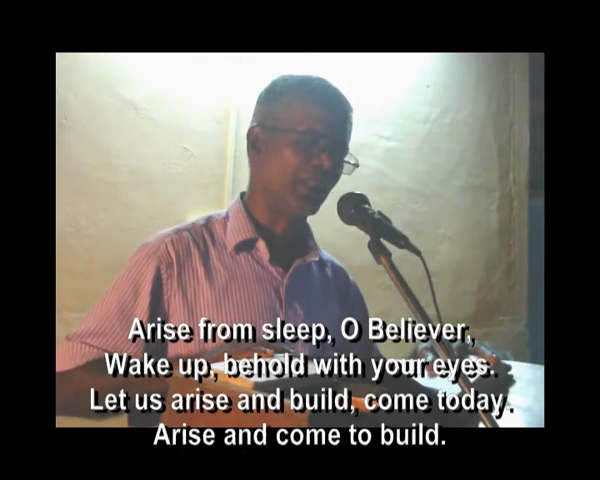 Arise from sleep, O Believer,
Wake up, behold with your eyes.
Let us arise and build, come today.
Arise and come to build.